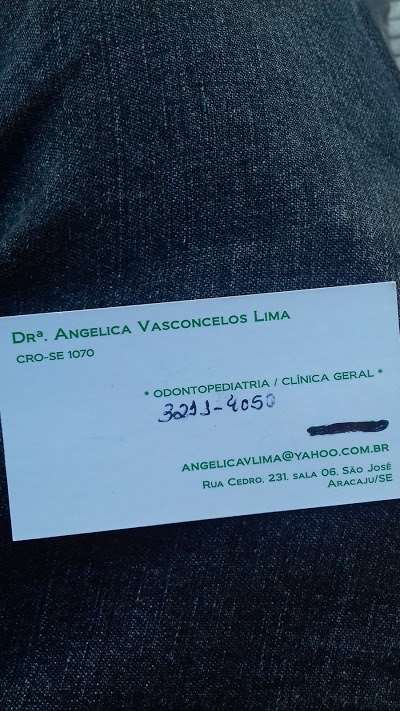 Drª. Angelica Vasconcelos Lima
CRO-SE 1070
* ODONTOPEDIATRIA / CLÍNICA GERAL *
3211-4050
ANGELICAVLIMA@YAHOO.COM.BR
Rua Cedro, 231, sala 06, São José
Aracaju/SE